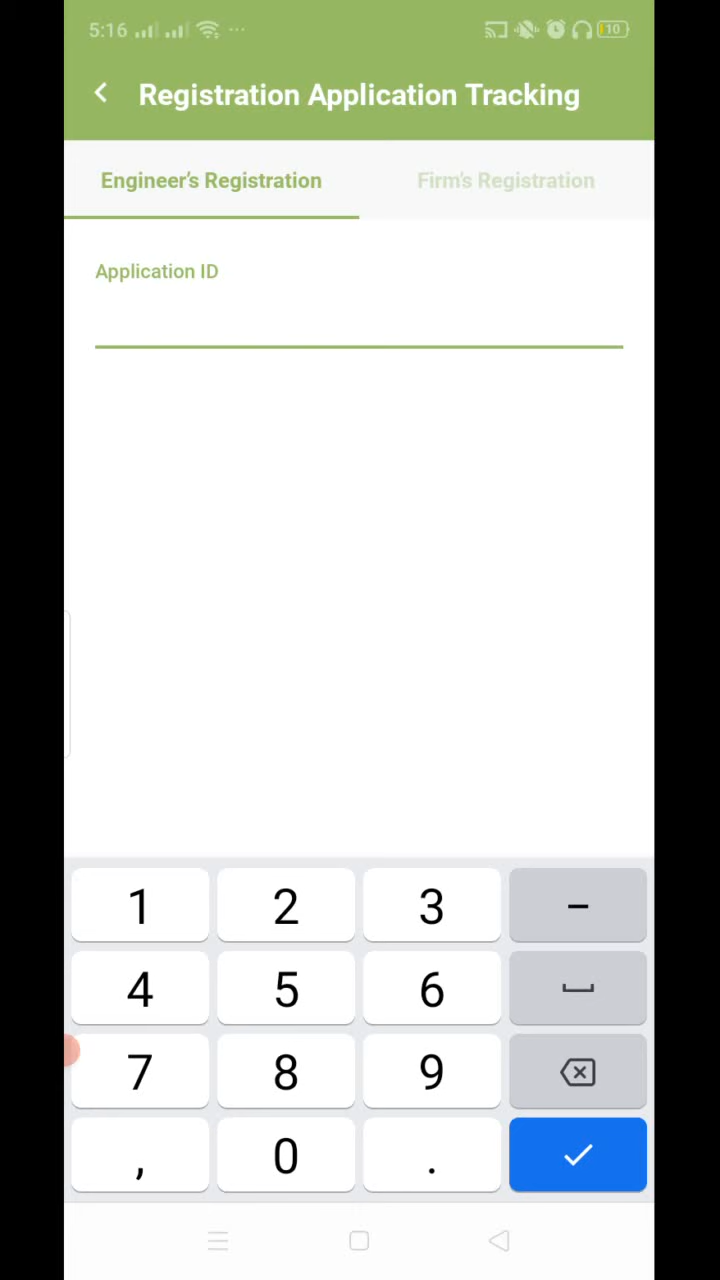 5:16 ... 10
Registration Application Tracking
Engineer's Registration Firm's Registration
Application ID
1 2 3 –
4 5 6
7 8 9
, 0 .